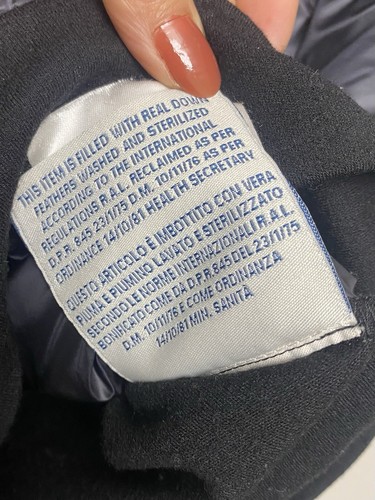 THIS ITEM IS FILLED WITH REAL DOWN
FEATHERS WASHED AND STERILIZED
ACCORDING TO THE INTERNATIONAL
REGULATIONS R.A.L. RECLAIMED AS PER
D.P.R. 845 23/1/75 D.M. 10/11/76 AS PER
ORDINANCE 14/10/81 HEALTH SECRETARY
QUESTO ARTICOLO È IMBOTTITO CON VERA
PIUMA E PIUMINO LAVATO E STERILIZZATO
SECONDO LE NORME INTERNAZIONALI R.A.L.
BONIFICATO COME DA D.P.R. 845 DEL 23/1/75
D.M. 10/11/76 E COME ORDINANZA
14/10/81 MIN. SANITÀ